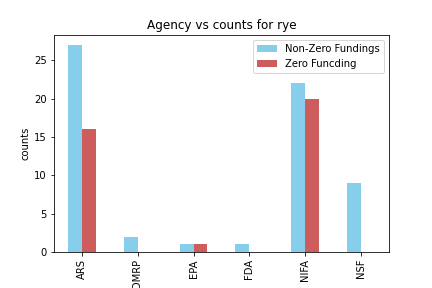 Agency vs counts for rye
Non-Zero Fundings
Zero Funcding
counts
25
20
15
10
5
0
ARS
EPA
FDA
NIFA
NSF